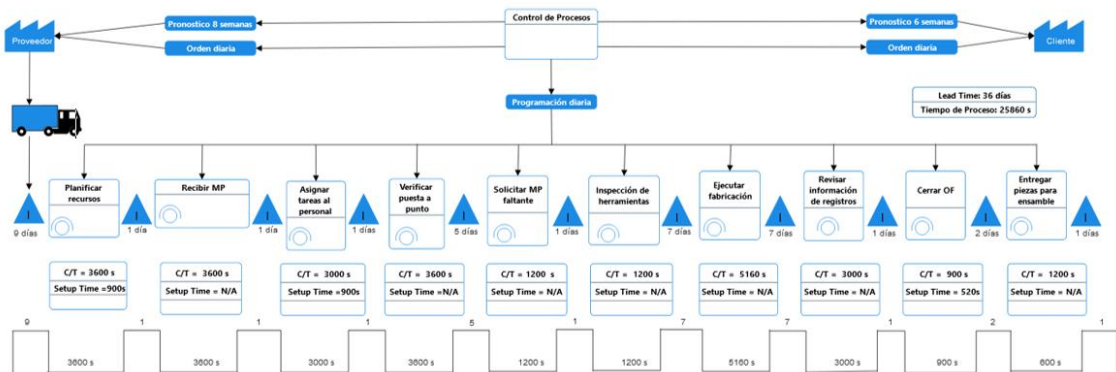 Proveedor
Pronostico 8 semanas
Orden diaria
Control de Procesos
Pronostico 6 semanas
Orden diaria
Cliente
Programación diaria
Lead Time: 36 días
Tiempo de Proceso: 25860 s
Planificar
recursos
Recibir MP
Asignar
tareas al
personal
Verificar
puesta a
punto
Solicitar MP
faltante
Inspección de
herramientas
Ejecutar
fabricación
Revisar
información
de registros
Cerrar OF
Entregar
piezas para
ensamble
I I I I I I I I I I I
9 días 1 día 1 día 1 días 5 días 1 días 7 días 7 días 1 días 2 días 1 días
C/T = 3600 s
Setup Time =900s
C/T = 3600 s
Setup Time = N/A
C/T = 3000 s
Setup Time =900s
C/T = 3600 s
Setup Time =N/A
C/T = 1200 s
Setup Time = N/A
C/T = 1200 s
Setup Time = N/A
C/T = 5160 s
Setup Time = N/A
C/T = 3000 s
Setup Time = N/A
C/T = 900 s
Setup Time = 520s
C/T = 1200 s
Setup Time = N/A
9 1 1 1 5 1 7 7 1 2 1
3600 s 3600 s 3000 s 3600 s 1200 s 1200 s 5160 s 3000 s 900 s 600 s